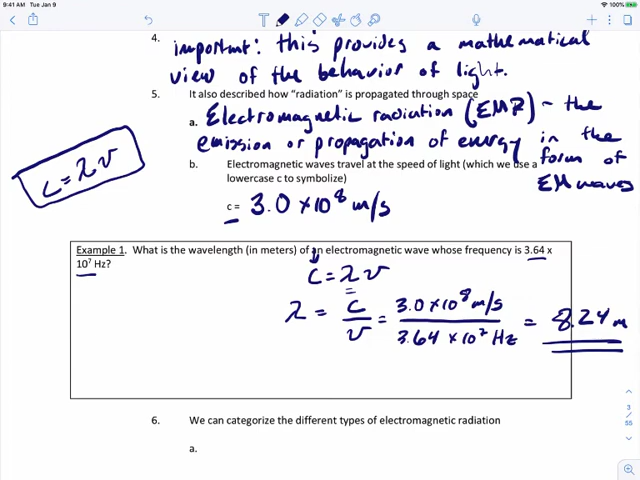 9:41 AM Tue Jan 9
100%
4.
important: this provides a mathematical
view of the behavior of light.
5. It also described how "radiation" is propagated through space
a. Electromagnetic radiation (EMR) - the
emission or propagation of energy in the
form of
EM waves
C = λν
b. Electromagnetic waves travel at the speed of light (which we use a
lowercase c to symbolize)
c = 3.0 × 10⁸ m/s
Example 1. What is the wavelength (in meters) of an electromagnetic wave whose frequency is 3.64 x
10⁷ Hz?
C = λν
λ = C/ν = 3.0 × 10⁸ m/s / 3.64 × 10⁷ Hz = 8.24 m
6. We can categorize the different types of electromagnetic radiation
a.
3
/
55